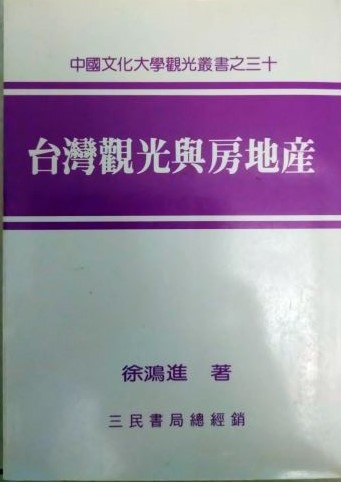 中國文化大學觀光叢書之三十
台灣觀光與房地產
徐鴻進 著
三民書局總經銷